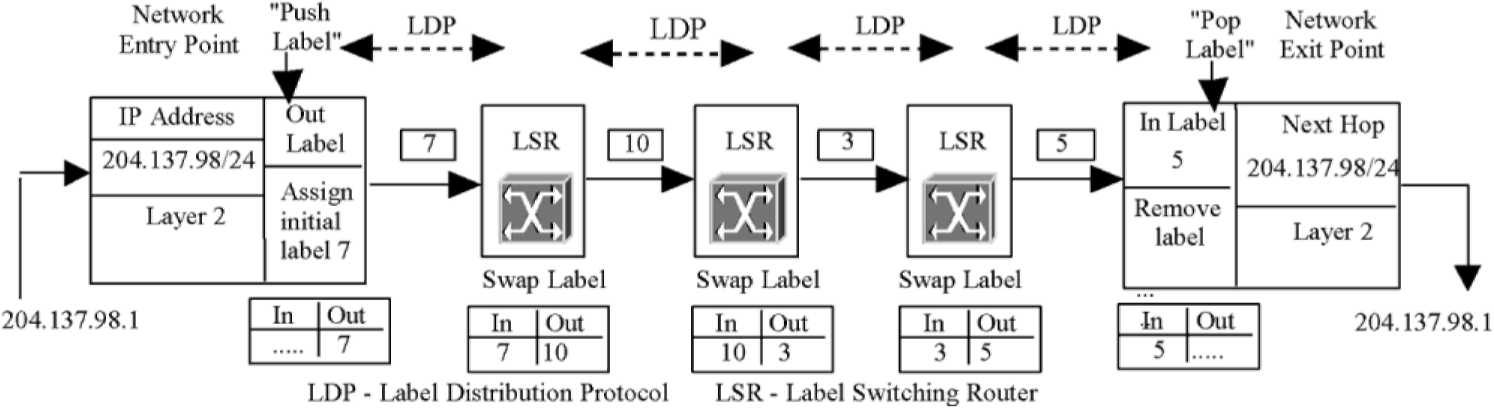 Network
Entry Point
"Push
Label"
LDP
LDP
LDP
LDP
"Pop
Label"
Network
Exit Point
IP Address
204.137.98/24
Layer 2
Out
Label
Assign
initial
label 7
7
LSR
10
LSR
3
LSR
5
In Label
5
Remove
label
Next Hop
204.137.98/24
Layer 2
Swap Label
Swap Label
Swap Label
204.137.98.1
204.137.98.1
...
In Out
..... 7
In Out
7 10
In Out
10 3
In Out
3 5
In Out
5 .....
LDP - Label Distribution Protocol
LSR - Label Switching Router